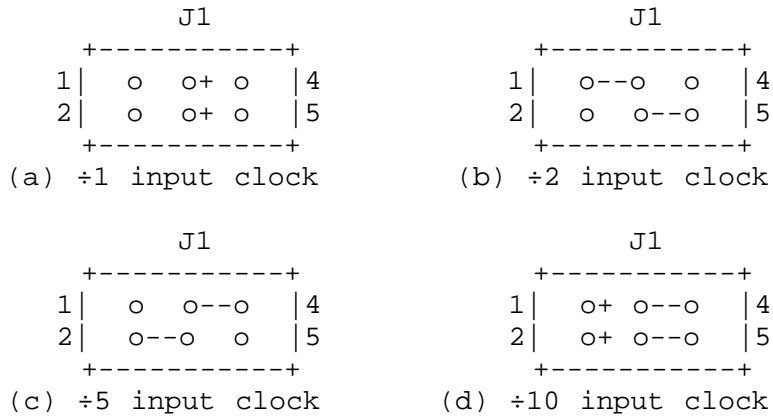 J1 J1
+-----------+ +-----------+
1| o o+ o |4 1| o--o o |4
2| o o+ o |5 2| o o--o |5
+-----------+ +-----------+
(a) ÷1 input clock (b) ÷2 input clock
J1 J1
+-----------+ +-----------+
1| o o--o |4 1| o+ o--o |4
2| o--o o |5 2| o+ o--o |5
+-----------+ +-----------+
(c) ÷5 input clock (d) ÷10 input clock